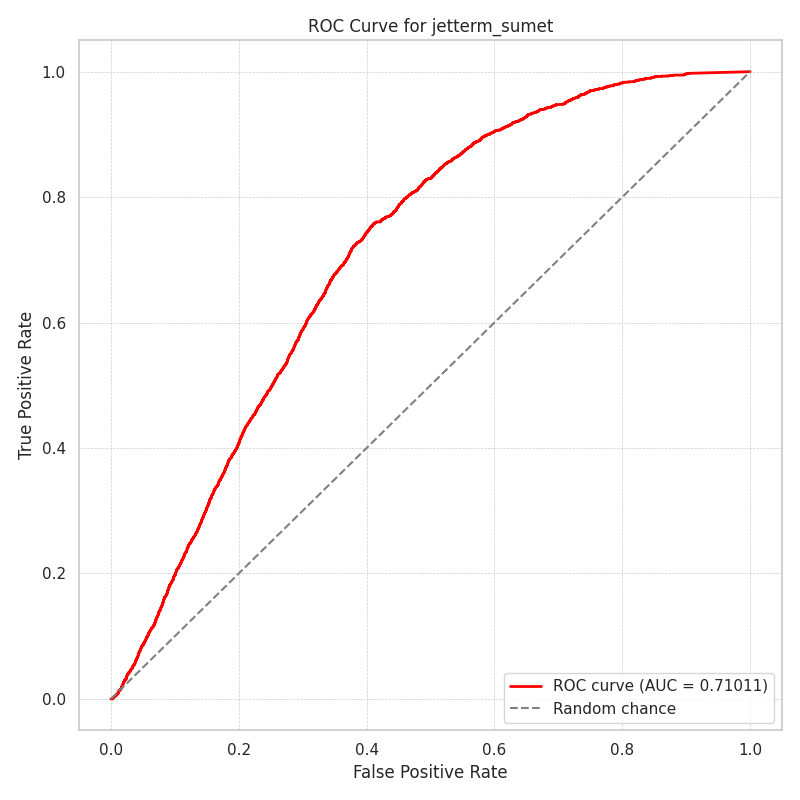 ROC Curve for jetterm_sumet
True Positive Rate
1.0
0.8
0.6
0.4
0.2
0.0
ROC curve (AUC = 0.71011)
Random chance
0.0 0.2 0.4 0.6 0.8 1.0
False Positive Rate